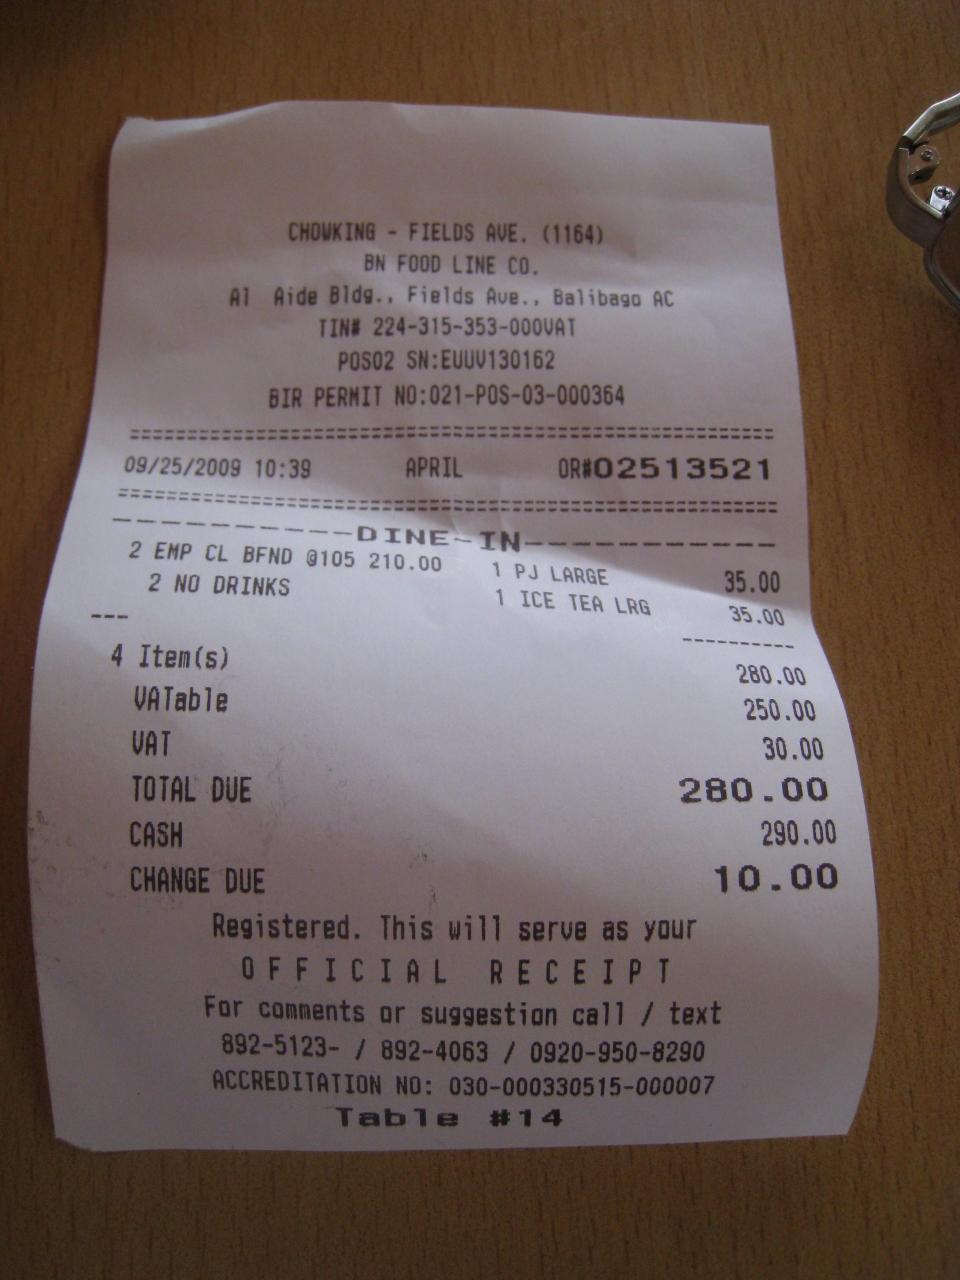 CHOWKING - FIELDS AVE. (1164)
BN FOOD LINE CO.
A1 Aide Bldg., Fields Ave., Balibago AC
TIN# 224-315-353-000VAT
POS02 SN:EUUV130162
BIR PERMIT NO:021-POS-03-000364
==================================================
09/25/2009 10:39 APRIL OR#02513521
==================================================
----------DINE-IN-----------
2 EMP CL BFND @105 210.00 1 PJ LARGE 35.00
2 NO DRINKS 1 ICE TEA LRG 35.00
--- ----------
4 Item(s) 280.00
VATable 250.00
VAT 30.00
TOTAL DUE 280.00
CASH 290.00
CHANGE DUE 10.00
Registered. This will serve as your
OFFICIAL RECEIPT
For comments or suggestion call / text
892-5123- / 892-4063 / 0920-950-8290
ACCREDITATION NO: 030-000330515-000007
Table #14